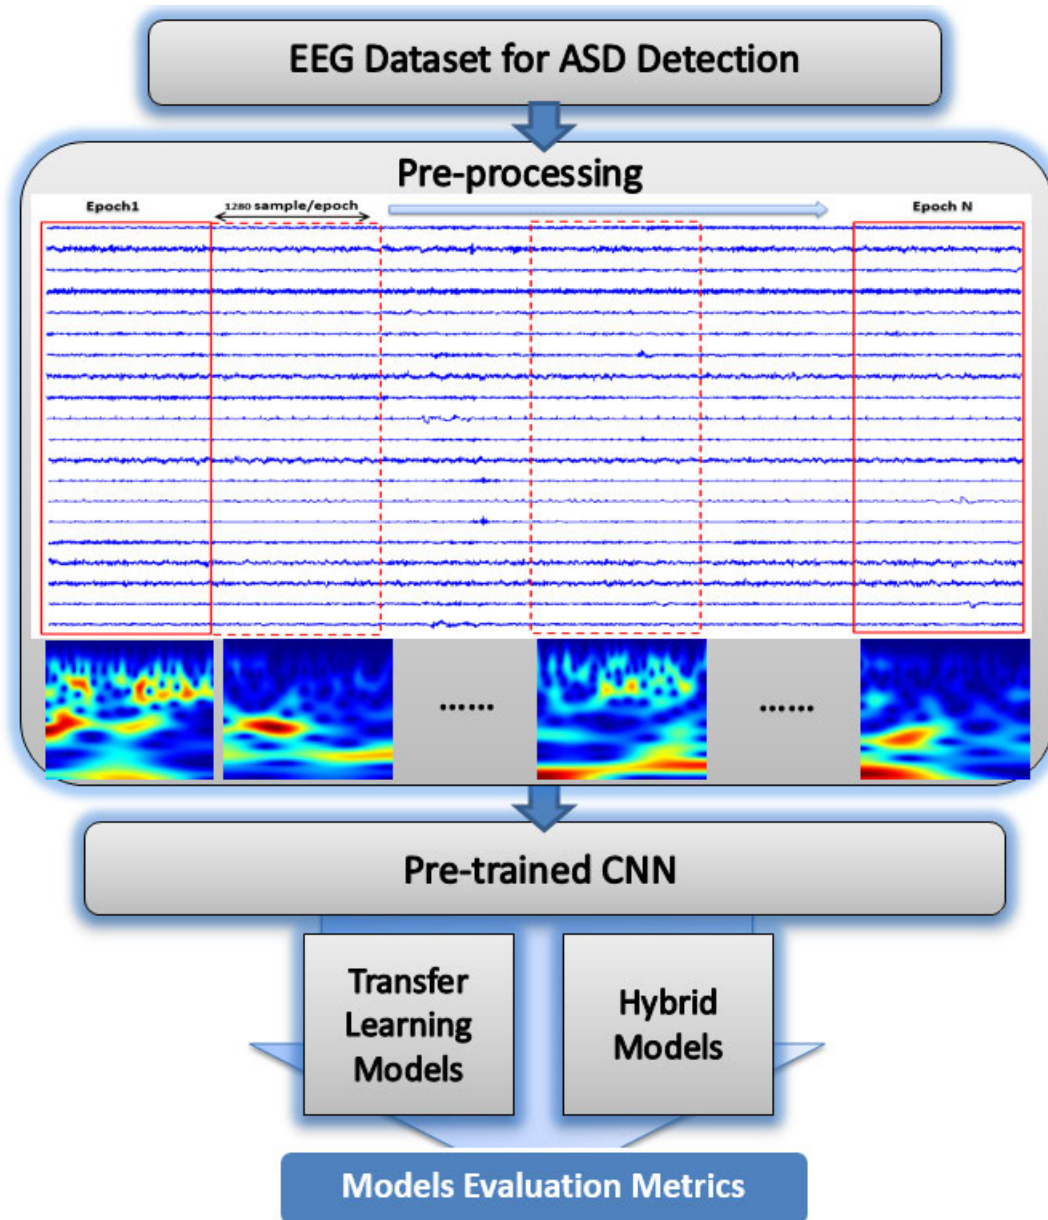 EEG Dataset for ASD Detection
Pre-processing
Epoch1
1280 sample/epoch
Epoch N
......
......
Pre-trained CNN
Transfer
Learning
Models
Hybrid
Models
Models Evaluation Metrics